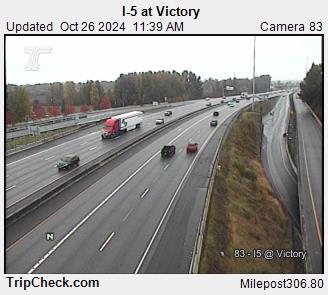 I-5 at Victory
Updated Oct 26 2024 11:39 AM Camera 83
N
83 - I5 @ Victory
TripCheck.com Milepost306.80